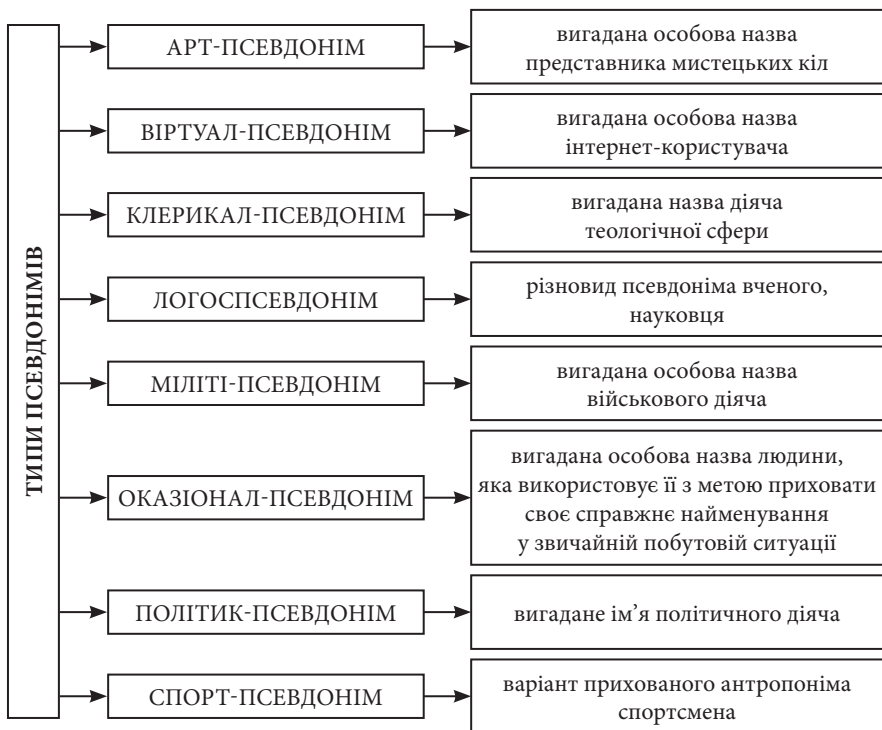 ТИПИ ПСЕВДОНІМІВ
АРТ-ПСЕВДОНІМ
вигадана особова назва
представника мистецьких кіл
ВІРТУАЛ-ПСЕВДОНІМ
вигадана особова назва
інтернет-користувача
КЛЕРИКАЛ-ПСЕВДОНІМ
вигадана назва діяча
теологічної сфери
ЛОГОСПСЕВДОНІМ
різновид псевдоніма вченого,
науковця
МІЛІТІ-ПСЕВДОНІМ
вигадана особова назва
військового діяча
ОКАЗІОНАЛ-ПСЕВДОНІМ
вигадана особова назва людини,
яка використовує її з метою приховати
своє справжнє найменування
у звичайній побутовій ситуації
ПОЛІТИК-ПСЕВДОНІМ
вигадане ім’я політичного діяча
СПОРТ-ПСЕВДОНІМ
варіант прихованого антропоніма
спортсмена